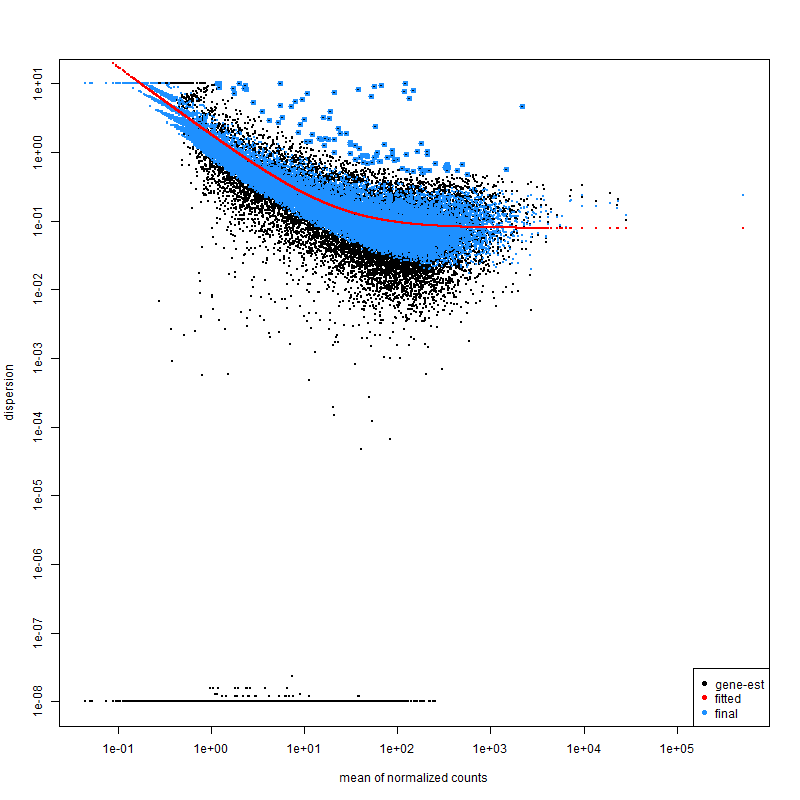 1e+01
1e+00
1e-01
1e-02
1e-03
1e-04
1e-05
1e-06
1e-07
1e-08
dispersion
1e-01 1e+00 1e+01 1e+02 1e+03 1e+04 1e+05
mean of normalized counts
gene-est
fitted
final